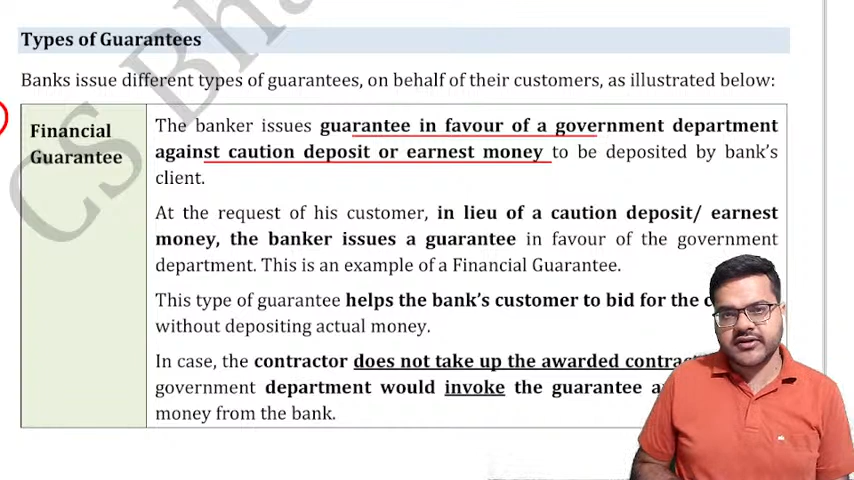 Types of Guarantees
Banks issue different types of guarantees, on behalf of their customers, as illustrated below:
Financial
Guarantee
The banker issues guarantee in favour of a government department
against caution deposit or earnest money to be deposited by bank's
client.
At the request of his customer, in lieu of a caution deposit/ earnest
money, the banker issues a guarantee in favour of the government
department. This is an example of a Financial Guarantee.
This type of guarantee helps the bank's customer to bid for the
without depositing actual money.
In case, the contractor does not take up the awarded
government department would invoke the guarantee
money from the bank.
CS Bha